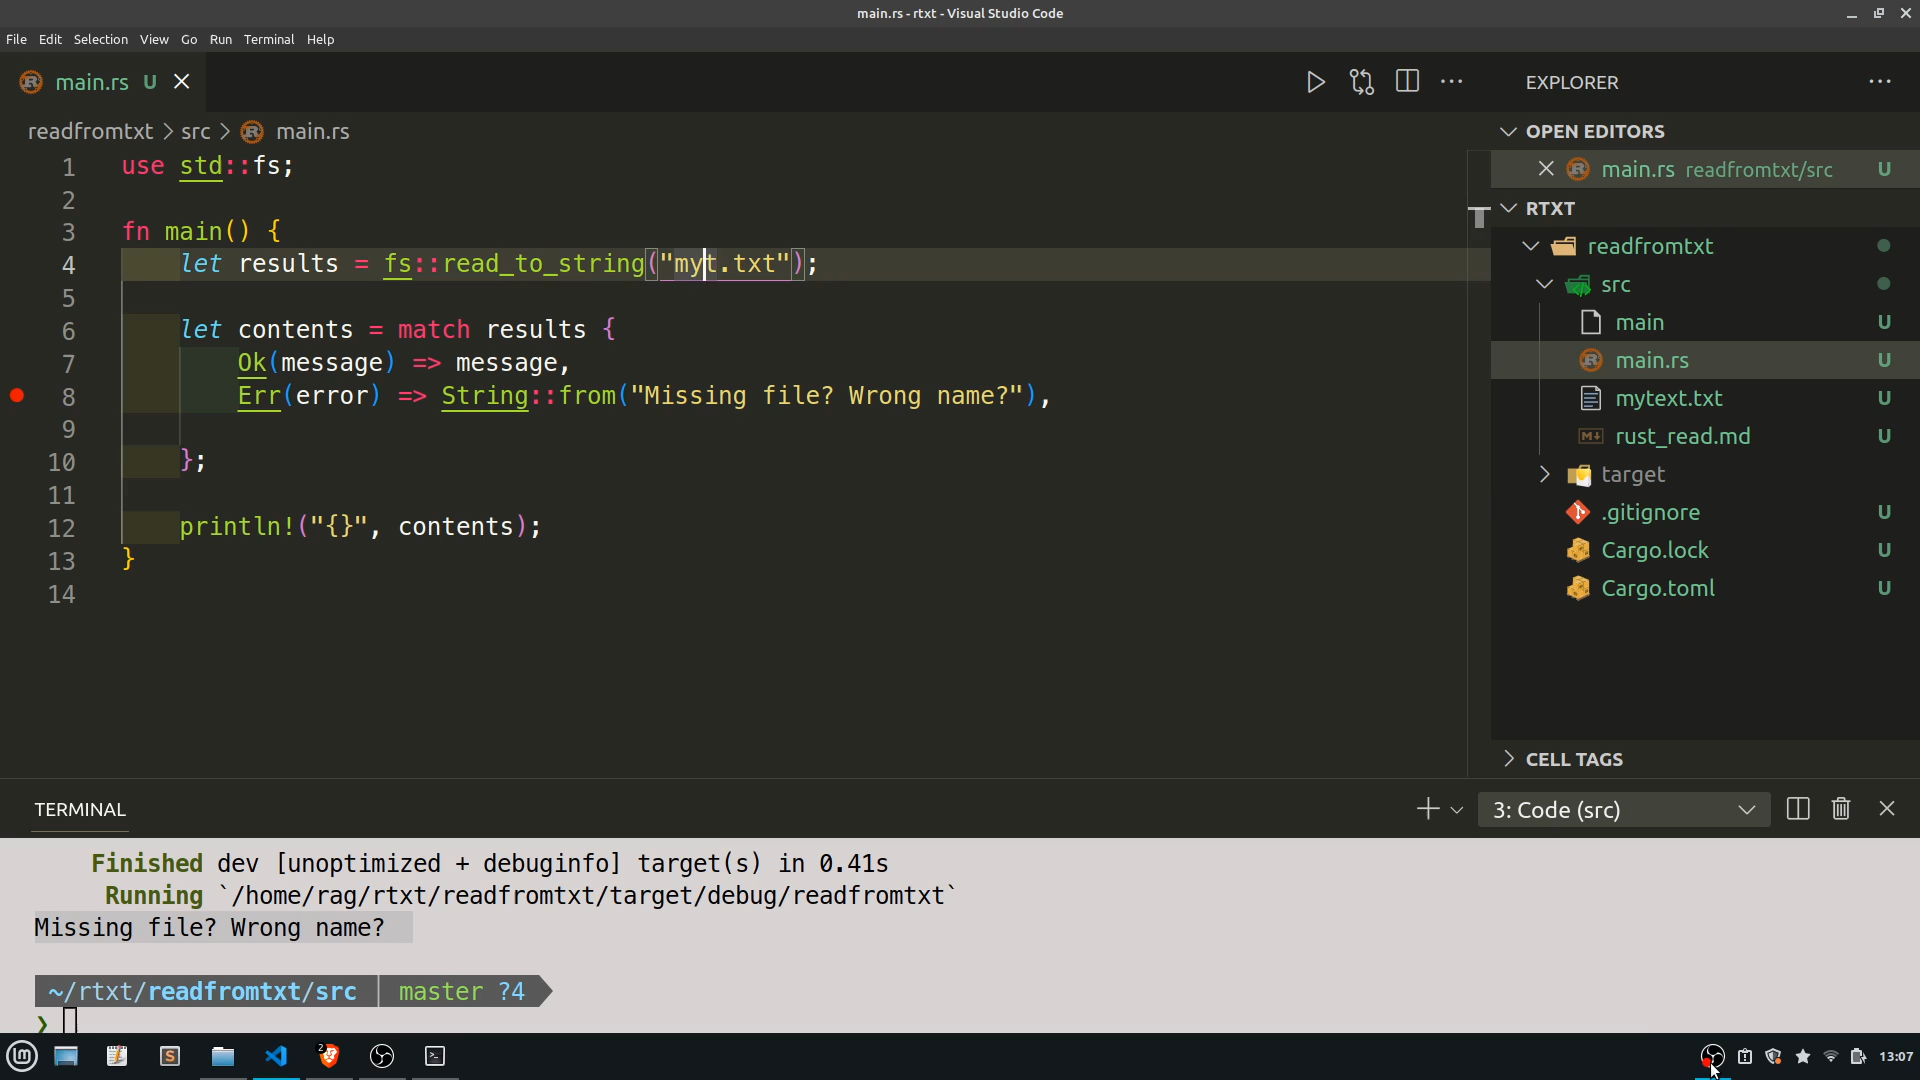 main.rs - rtxt - Visual Studio Code
File Edit Selection View Go Run Terminal Help
main.rs U
readfromtxt > src > main.rs
1 use std::fs;
2
3 fn main() {
4 let results = fs::read_to_string("myt.txt");
5
6 let contents = match results {
7 Ok(message) => message,
8 Err(error) => String::from("Missing file? Wrong name?"),
9
10 };
11
12 println!("{}", contents);
13 }
14
EXPLORER
OPEN EDITORS
main.rs readfromtxt/src U
RTXT
readfromtxt
src
main U
main.rs U
mytext.txt U
rust_read.md U
target
.gitignore U
Cargo.lock U
Cargo.toml U
CELL TAGS
TERMINAL
3: Code (src)
Finished dev [unoptimized + debuginfo] target(s) in 0.41s
Running `/home/rag/rtxt/readfromtxt/target/debug/readfromtxt`
Missing file? Wrong name?
~/rtxt/readfromtxt/src master ?4
❯
2
13:07